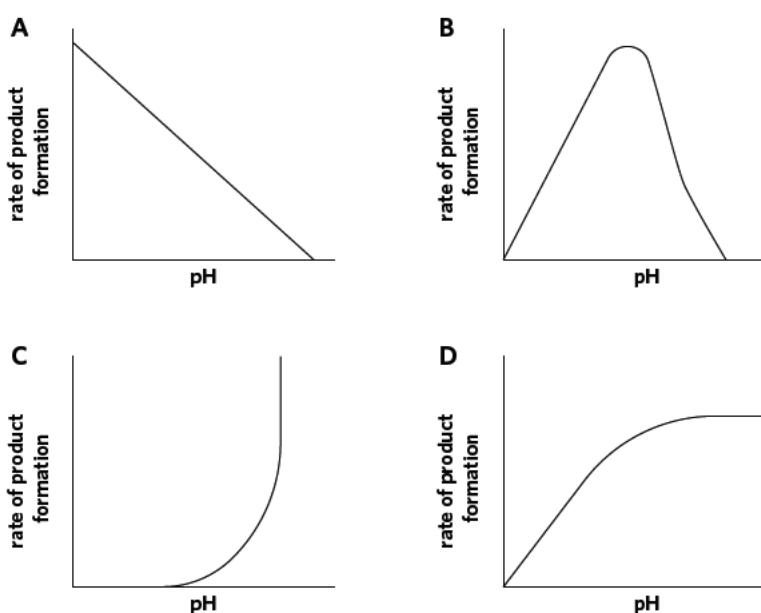 A
rate of product
formation
pH
B
rate of product
formation
pH
C
rate of product
formation
pH
D
rate of product
formation
pH